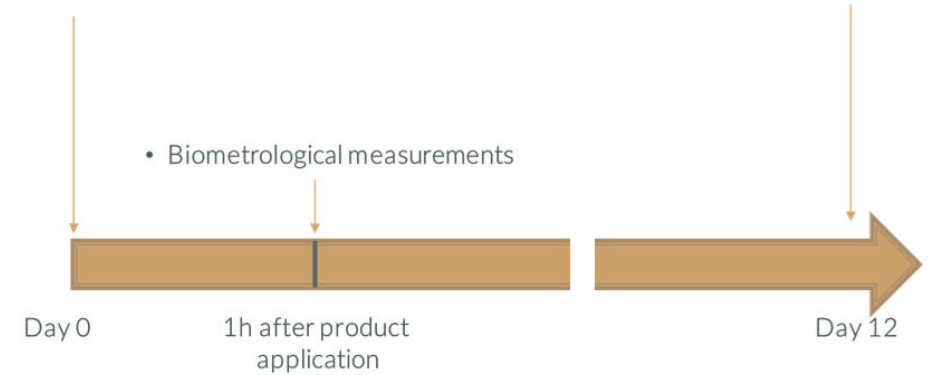 • Biometrological measurements
Day 0
1h after product
application
Day 12